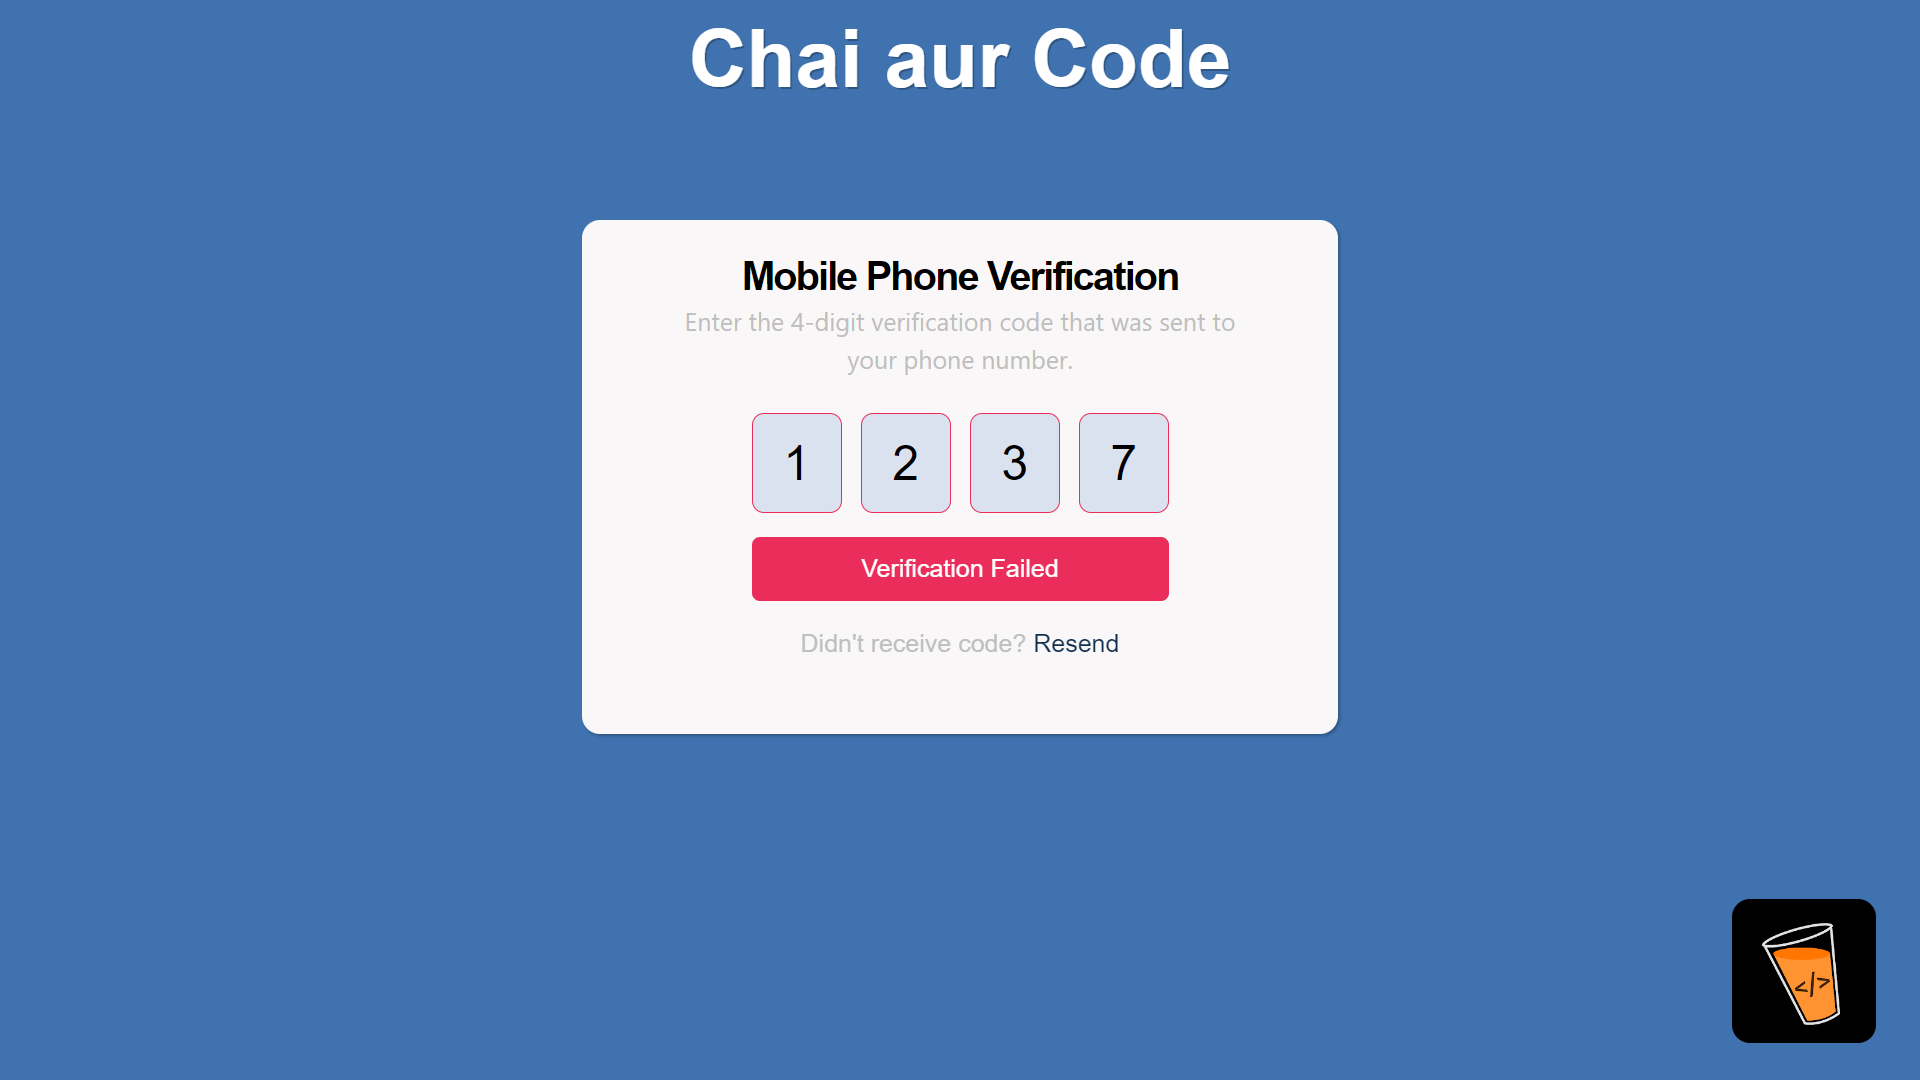 Chai aur Code
Mobile Phone Verification
Enter the 4-digit verification code that was sent to
your phone number.
1 2 3 7
Verification Failed
Didn't receive code? Resend
</>